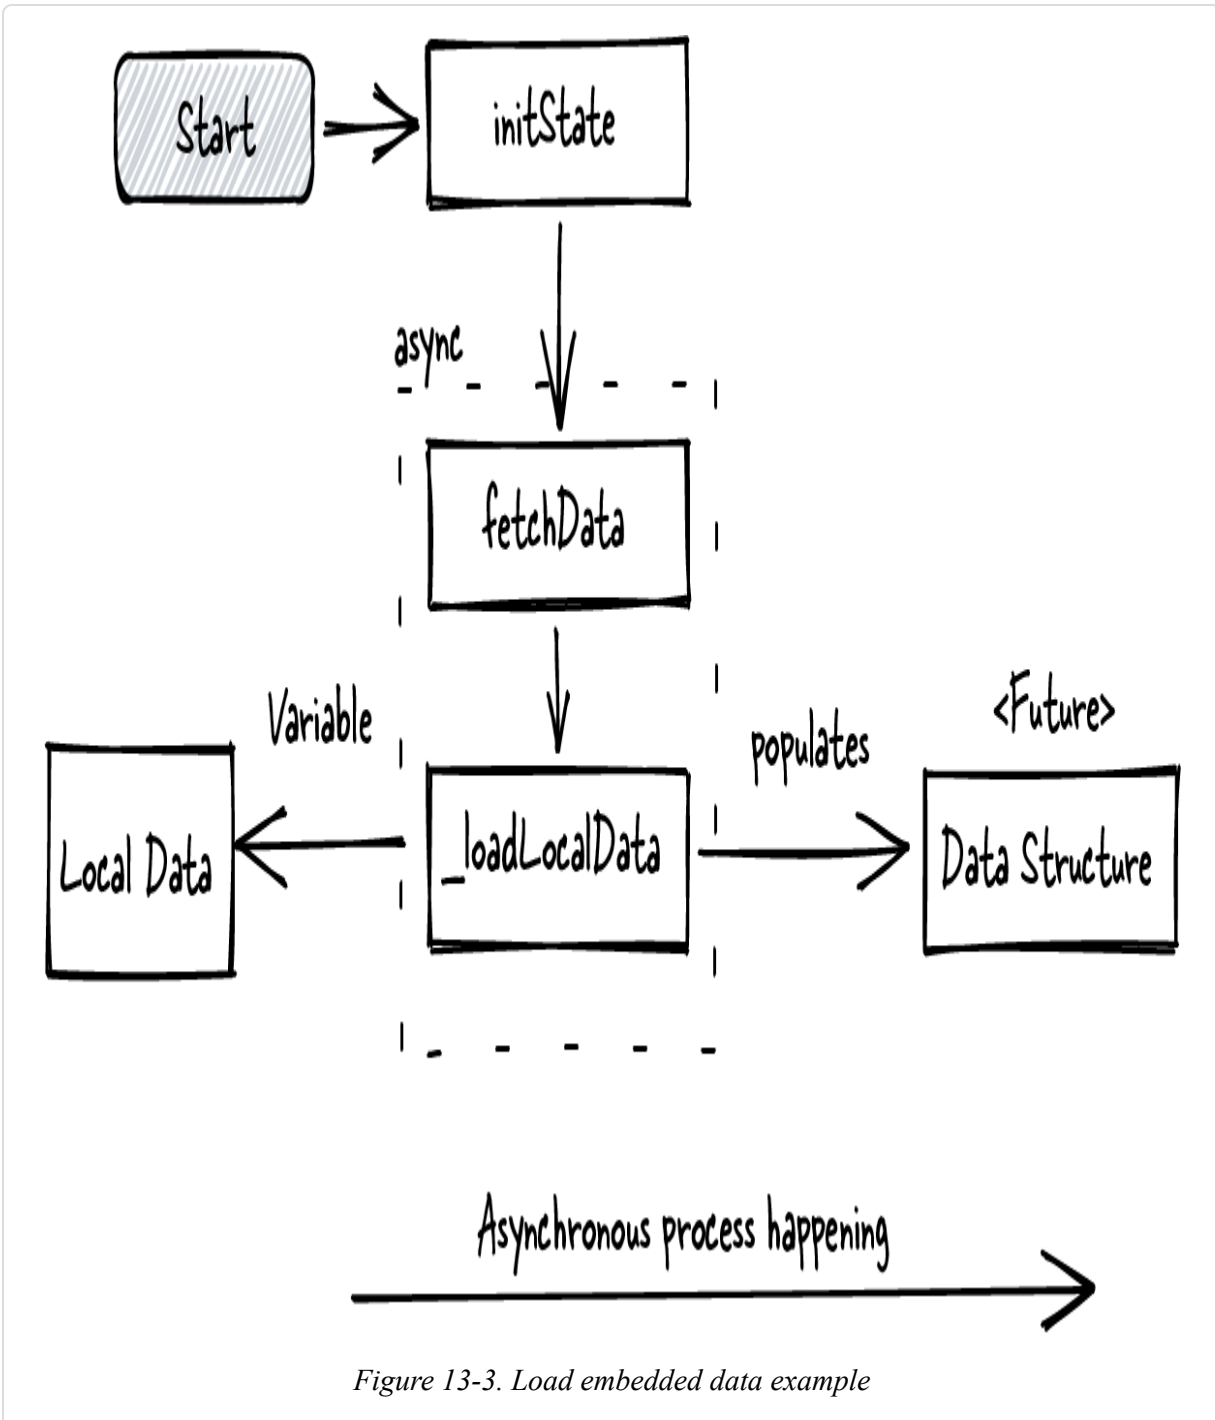 Start
initState
async
fetchData
Variable
populates
<Future>
Local Data
_loadLocalData
Data Structure
Asynchronous process happening
Figure 13-3. Load embedded data example